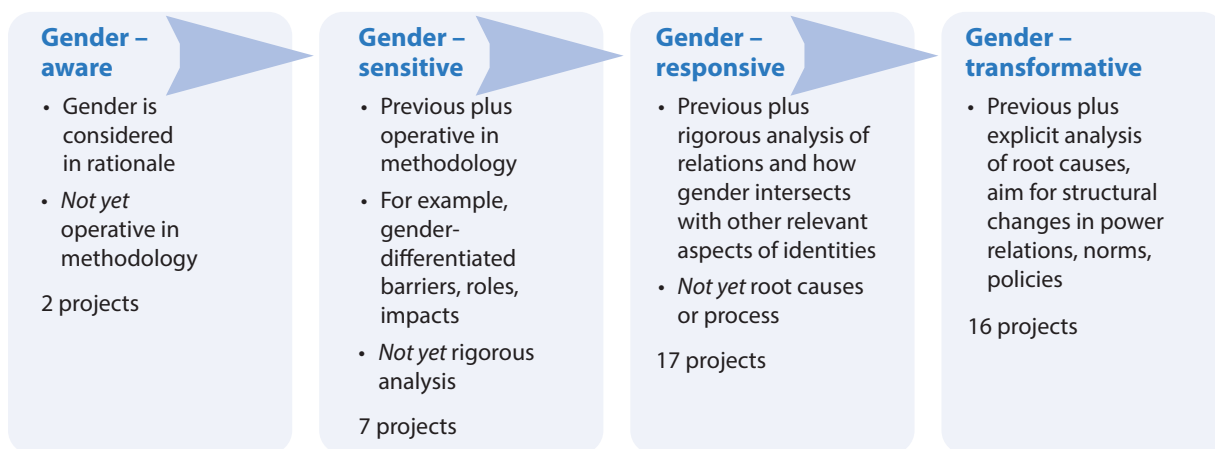 Gender –
aware
• Gender is
considered
in rationale
• Not yet
operative in
methodology
2 projects
Gender –
sensitive
• Previous plus
operative in
methodology
• For example,
gender-
differentiated
barriers, roles,
impacts
• Not yet rigorous
analysis
7 projects
Gender –
responsive
• Previous plus
rigorous analysis of
relations and how
gender intersects
with other relevant
aspects of identities
• Not yet root causes
or process
17 projects
Gender –
transformative
• Previous plus
explicit analysis
of root causes,
aim for structural
changes in power
relations, norms,
policies
16 projects